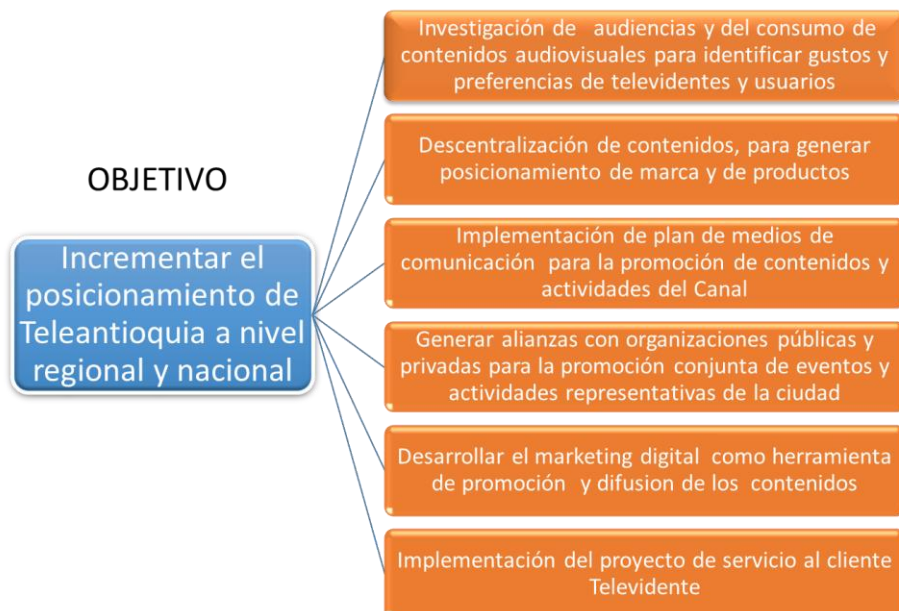 OBJETIVO
Incrementar el
posicionamiento de
Teleantioquia a nivel
regional y nacional
Investigación de audiencias y del consumo de
contenidos audiovisuales para identificar gustos y
preferencias de televidentes y usuarios
Descentralización de contenidos, para generar
posicionamiento de marca y de productos
Implementación de plan de medios de
comunicación para la promoción de contenidos y
actividades del Canal
Generar alianzas con organizaciones públicas y
privadas para la promoción conjunta de eventos y
actividades representativas de la ciudad
Desarrollar el marketing digital como herramienta
de promoción y difusion de los contenidos
Implementación del proyecto de servicio al cliente
Televidente